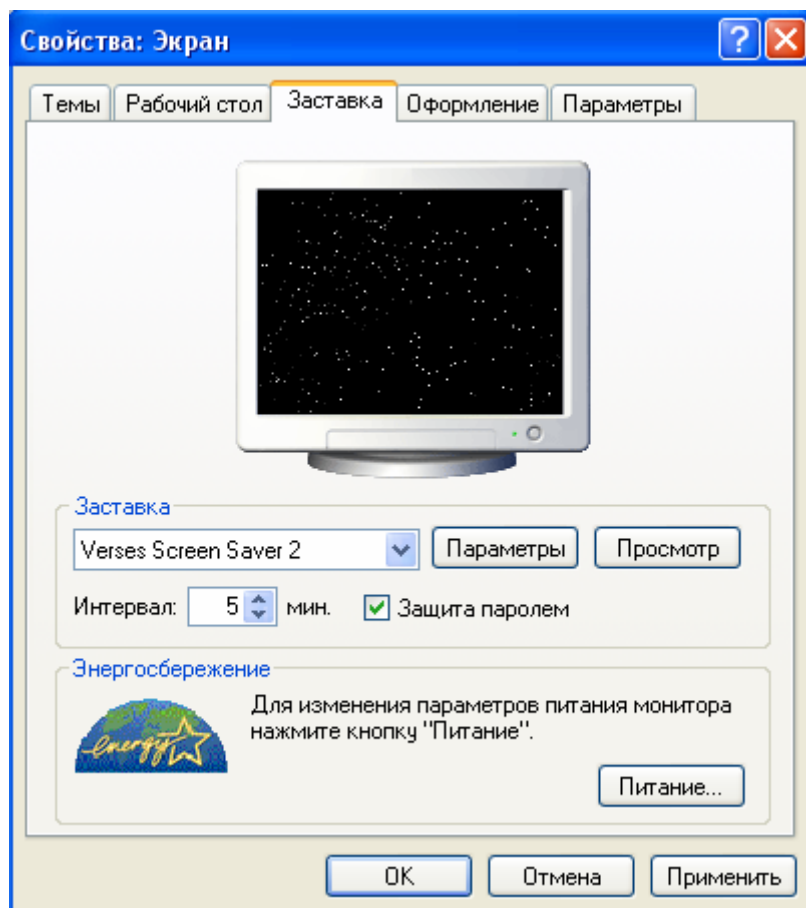 Свойства: Экран
Темы Рабочий стол Заставка Оформление Параметры
Заставка
Verses Screen Saver 2 Параметры Просмотр
Интервал: 5 мин. Защита паролем
Энергосбережение
energy
Для изменения параметров питания монитора
нажмите кнопку "Питание".
Питание...
OK Отмена Применить